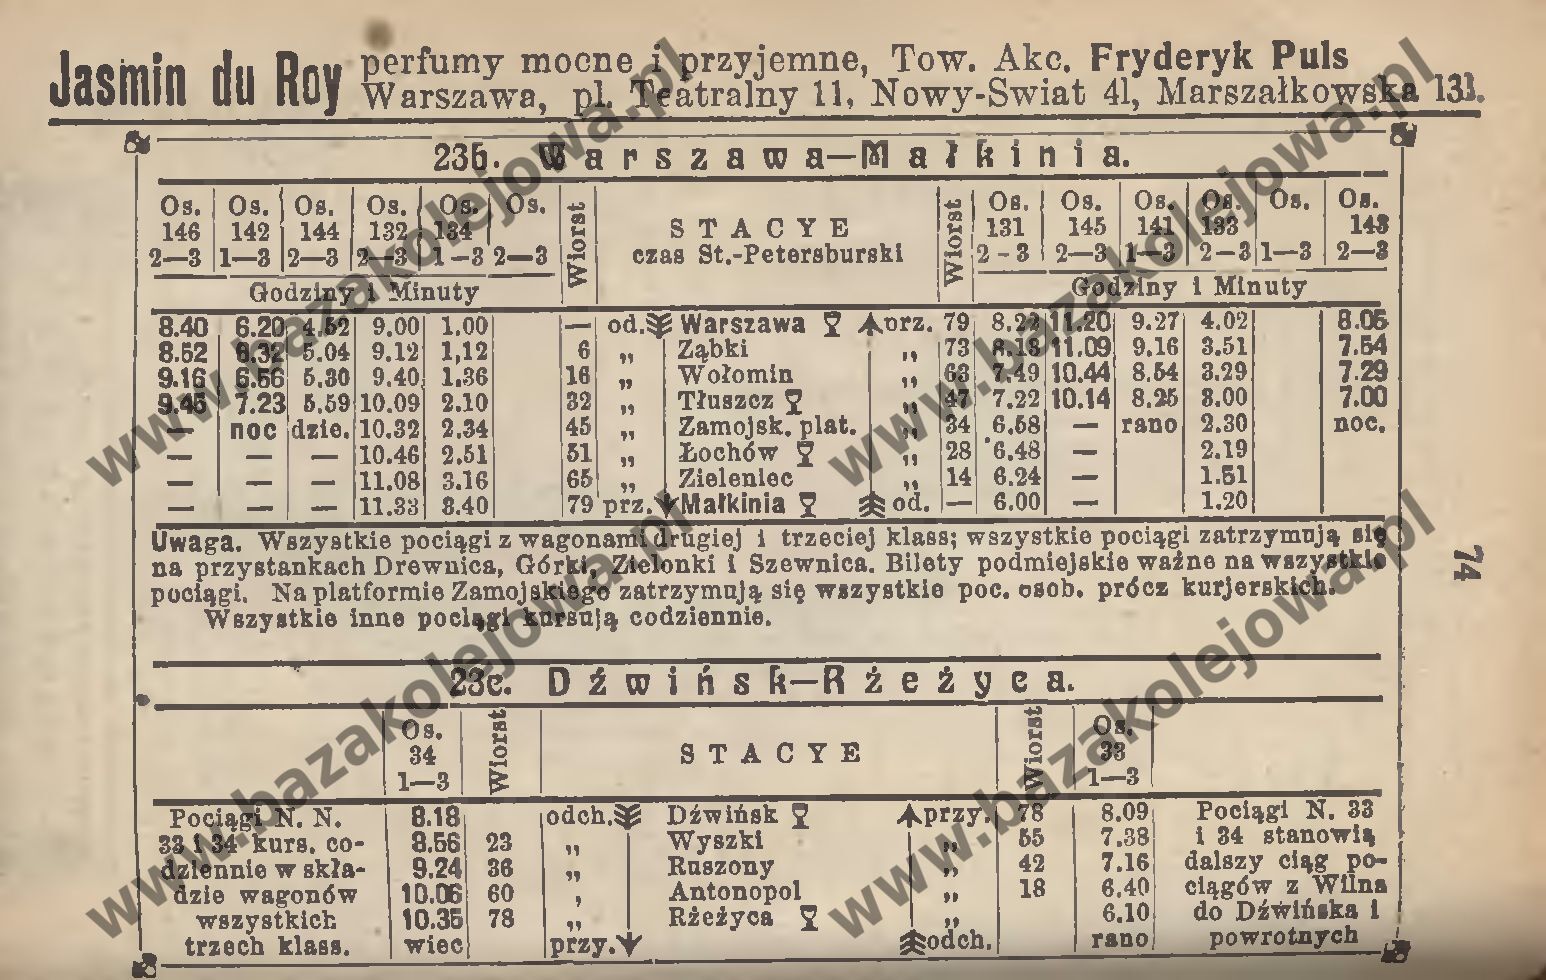 Jasmin du Roy perfumy mocne i przyjemne, Tow. Akc. Fryderyk Puls
Warszawa, pl. Teatralny 11, Nowy-Swiat 41, Marszałkowska 131.
23b. Warszawa—Małkinia.
Os. Os. Os. Os. Os. Os. Wiorst STACYE Wiorst Os. Os. Os. Os. Os. Os.
146 142 144 132 134 131 145 141 133 143
2—3 1—3 2—3 2—3 1-3 2—3 czas St.-Petersburski 2-3 2—3 1—3 2-3 1—3 2—3
Godziny i Minuty Godziny i Minuty
8.40 6.20 4.52 9.00 1.00 — od. Warszawa prz. 79 8.22 11.20 9.27 4.02 8.05
8.52 6.32 5.04 9.12 1,12 6 „ Ząbki „ 73 8.13 11.09 9.16 3.51 7.54
9.16 6.56 5.30 9.40 1.36 16 „ Wołomin „ 63 7.49 10.44 8.54 3.29 7.29
9.45 7.23 5.59 10.09 2.10 32 „ Tłuszcz „ 47 7.22 10.14 8.25 3.00 7.00
— noc dzie. 10.32 2.34 45 „ Zamojsk. plat. „ 34 6.58 — rano 2.30 noc.
— — — 10.46 2.51 51 „ Łochów „ 28 6.48 — 2.19
— — — 11.08 3.16 65 „ Zieleniec „ 14 6.24 — 1.51
— — — 11.33 3.40 79 prz. Małkinia od. — 6.00 — 1.20
Uwaga. Wszystkie pociągi z wagonami drugiej i trzeciej klass; wszystkie pociągi zatrzymują się
na przystankach Drewnica, Górki, Zielonki i Szewnica. Bilety podmiejskie ważne na wszystkie
pociągi. Na platformie Zamojskiego zatrzymują się wszystkie poc. osob. prócz kurjerskich.
Wszystkie inne pociągi kursują codziennie.
74
23c. Dźwińsk—Rżeżyca.
Os. Wiorst STACYE Wiorst Os.
34 33
1—3 1—3
Pociągi N. N. 8.18 odch. Dźwińsk przy. 78 8.09 Pociągi N. 33
33 i 34 kurs. co- 8.56 23 „ Wyszki „ 55 7.38 i 34 stanowią
dziennie w skła- 9.24 36 „ Ruszony „ 42 7.16 dalszy ciąg po-
dzie wagonów 10.06 60 , Antonopol „ 18 6.40 ciągów z Wilna
wszystkich 10.35 78 „ Rżeżyca „ 6.10 do Dźwińska i
trzech klass. wiec przy. odch. rano powrotnych
www.bazakolejowa.pl
www.bazakolejowa.pl
www.bazakolejowa.pl
www.bazakolejowa.pl